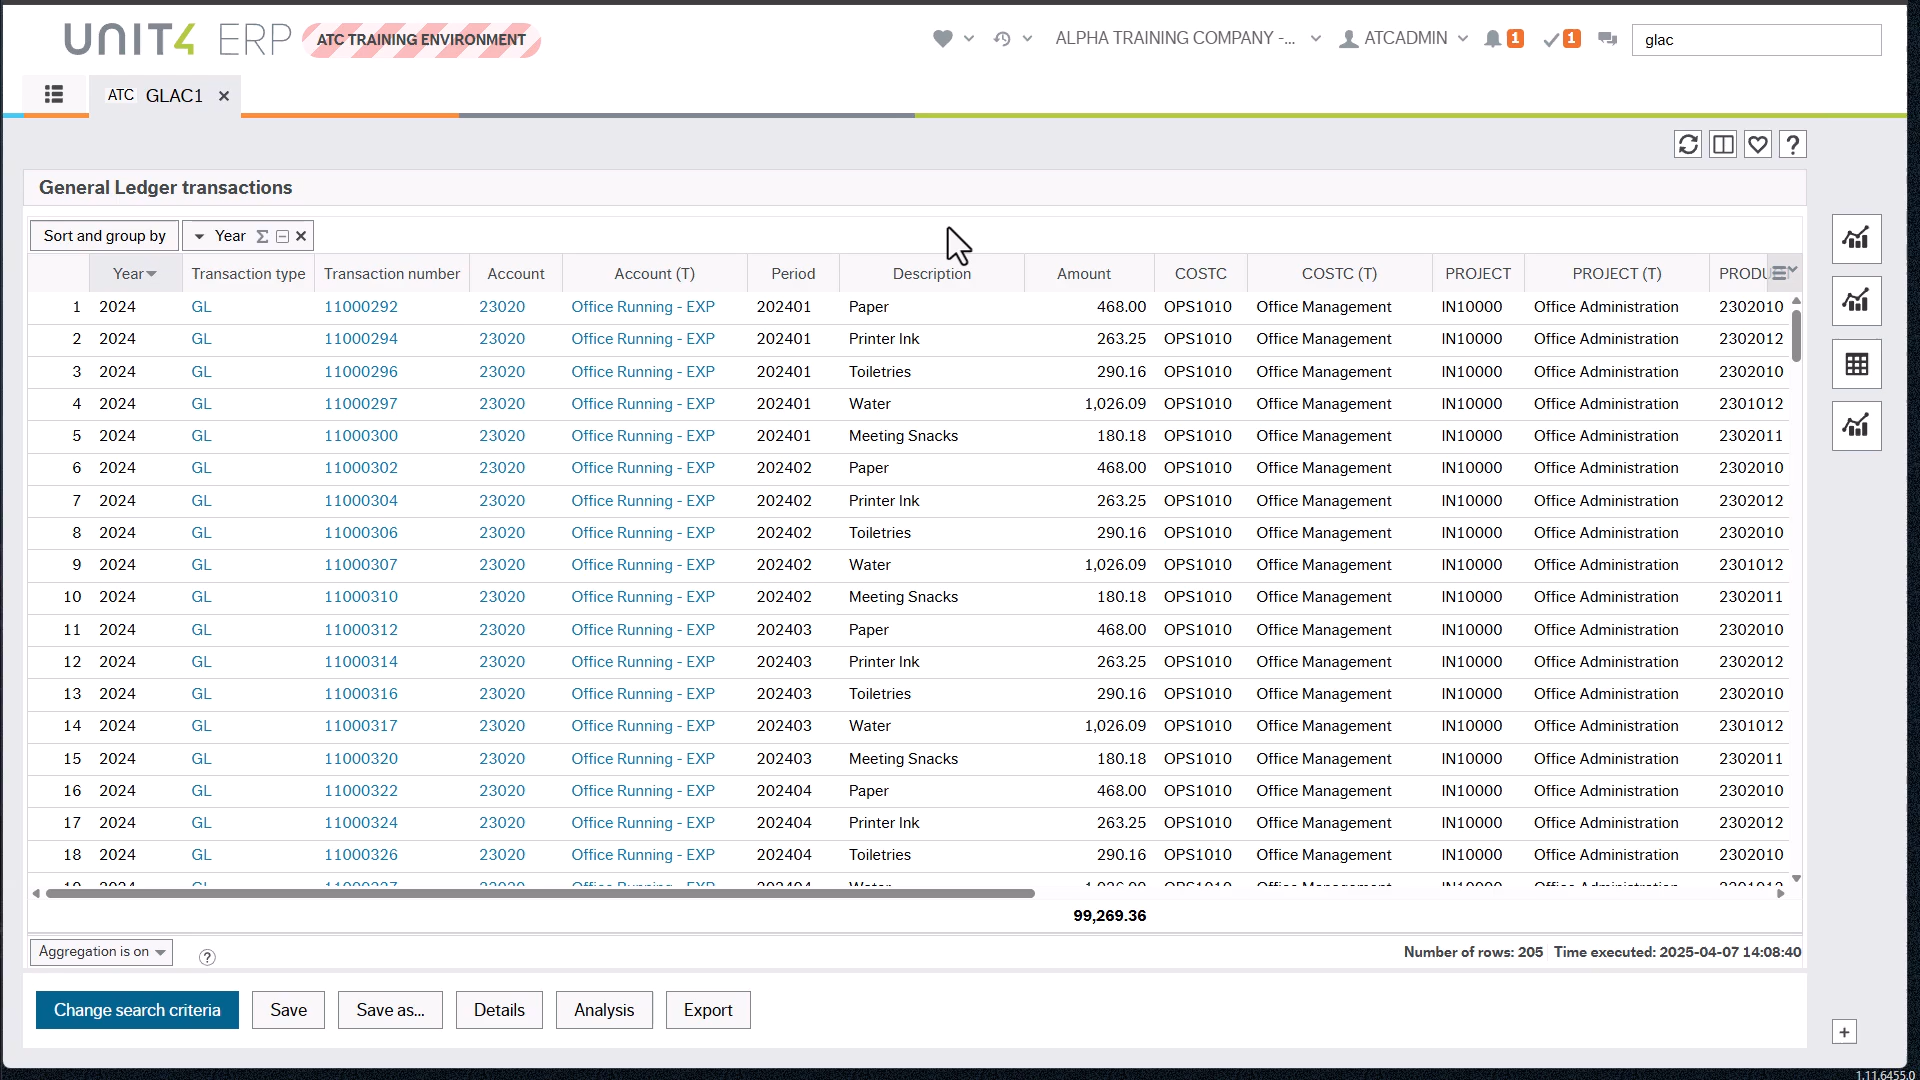 UNIT4 ERP ATC TRAINING ENVIRONMENT ALPHA TRAINING COMPANY -... ATCADMIN 1 1 glac
ATC GLAC1
General Ledger transactions
Sort and group by Year
Year Transaction type Transaction number Account Account (T) Period Description Amount COSTC COSTC (T) PROJECT PROJECT (T) PRODU
1 2024 GL 11000292 23020 Office Running - EXP 202401 Paper 468.00 OPS1010 Office Management IN10000 Office Administration 2302010
2 2024 GL 11000294 23020 Office Running - EXP 202401 Printer Ink 263.25 OPS1010 Office Management IN10000 Office Administration 2302012
3 2024 GL 11000296 23020 Office Running - EXP 202401 Toiletries 290.16 OPS1010 Office Management IN10000 Office Administration 2302010
4 2024 GL 11000297 23020 Office Running - EXP 202401 Water 1,026.09 OPS1010 Office Management IN10000 Office Administration 2301012
5 2024 GL 11000300 23020 Office Running - EXP 202401 Meeting Snacks 180.18 OPS1010 Office Management IN10000 Office Administration 2302011
6 2024 GL 11000302 23020 Office Running - EXP 202402 Paper 468.00 OPS1010 Office Management IN10000 Office Administration 2302010
7 2024 GL 11000304 23020 Office Running - EXP 202402 Printer Ink 263.25 OPS1010 Office Management IN10000 Office Administration 2302012
8 2024 GL 11000306 23020 Office Running - EXP 202402 Toiletries 290.16 OPS1010 Office Management IN10000 Office Administration 2302010
9 2024 GL 11000307 23020 Office Running - EXP 202402 Water 1,026.09 OPS1010 Office Management IN10000 Office Administration 2301012
10 2024 GL 11000310 23020 Office Running - EXP 202402 Meeting Snacks 180.18 OPS1010 Office Management IN10000 Office Administration 2302011
11 2024 GL 11000312 23020 Office Running - EXP 202403 Paper 468.00 OPS1010 Office Management IN10000 Office Administration 2302010
12 2024 GL 11000314 23020 Office Running - EXP 202403 Printer Ink 263.25 OPS1010 Office Management IN10000 Office Administration 2302012
13 2024 GL 11000316 23020 Office Running - EXP 202403 Toiletries 290.16 OPS1010 Office Management IN10000 Office Administration 2302010
14 2024 GL 11000317 23020 Office Running - EXP 202403 Water 1,026.09 OPS1010 Office Management IN10000 Office Administration 2301012
15 2024 GL 11000320 23020 Office Running - EXP 202403 Meeting Snacks 180.18 OPS1010 Office Management IN10000 Office Administration 2302011
16 2024 GL 11000322 23020 Office Running - EXP 202404 Paper 468.00 OPS1010 Office Management IN10000 Office Administration 2302010
17 2024 GL 11000324 23020 Office Running - EXP 202404 Printer Ink 263.25 OPS1010 Office Management IN10000 Office Administration 2302012
18 2024 GL 11000326 23020 Office Running - EXP 202404 Toiletries 290.16 OPS1010 Office Management IN10000 Office Administration 2302010
99,269.36
Aggregation is on ? Number of rows: 205 Time executed: 2025-04-07 14:08:40
Change search criteria Save Save as... Details Analysis Export
1.11.6455.0